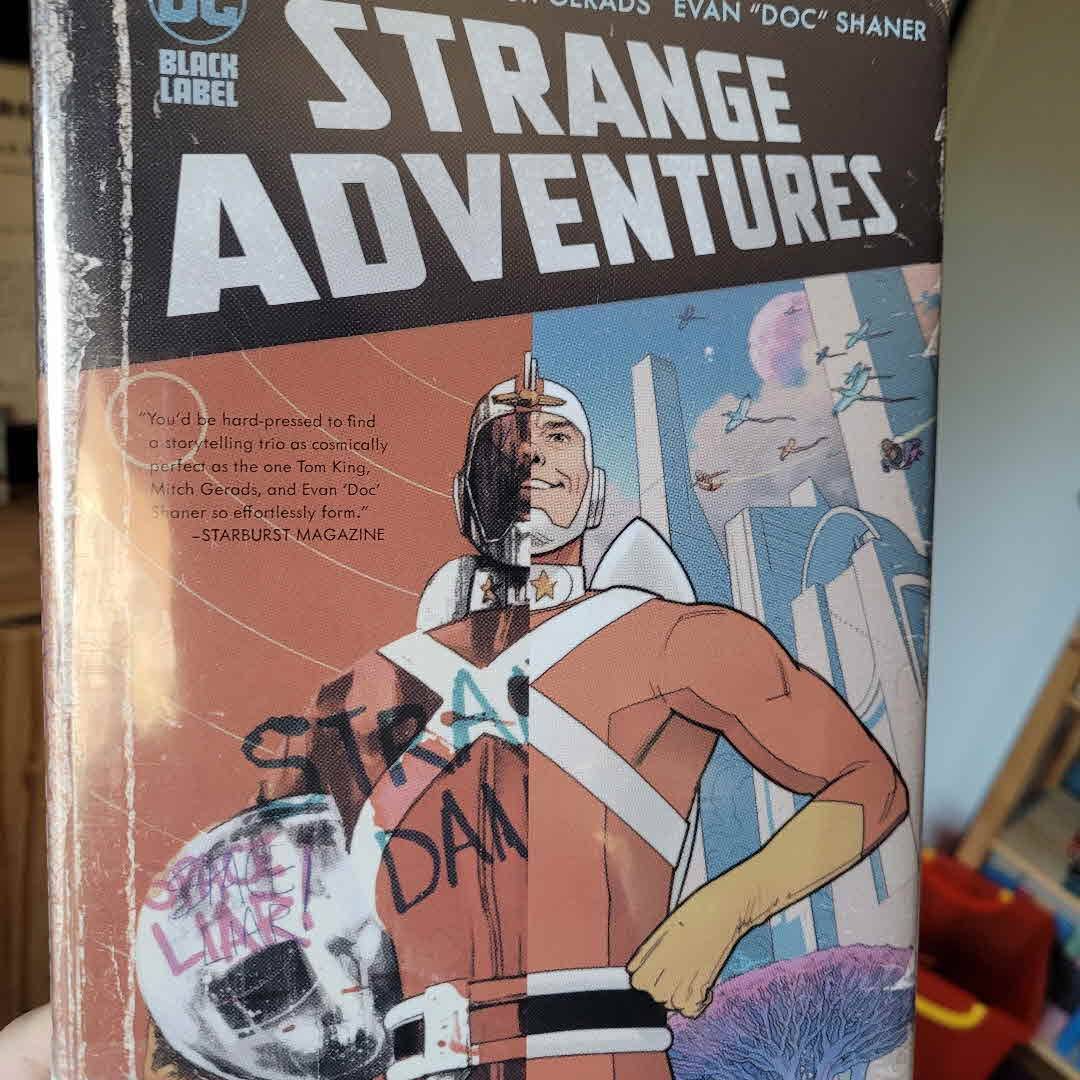 GERADS EVAN "DOC" SHANER
DC
BLACK
LABEL
STRANGE
ADVENTURES
"You'd be hard-pressed to find
a storytelling trio as cosmically
perfect as the one Tom King,
Mitch Gerads, and Evan 'Doc'
Shaner so effortlessly form."
–STARBURST MAGAZINE
STRAN
DAM
SPACE
LIAR!